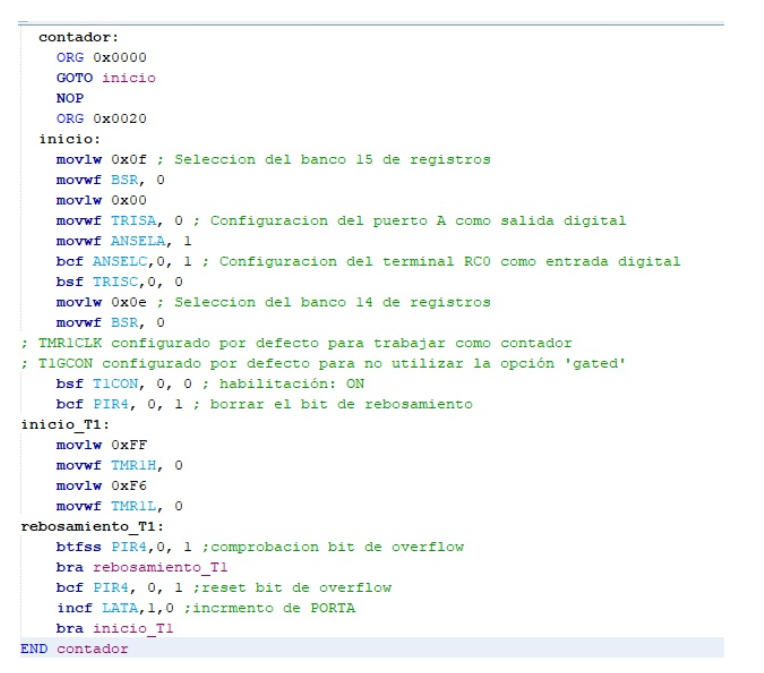 contador:
ORG 0x0000
GOTO inicio
NOP
ORG 0x0020
inicio:
movlw 0x0f ; Seleccion del banco 15 de registros
movwf BSR, 0
movlw 0x00
movwf TRISA, 0 ; Configuracion del puerto A como salida digital
movwf ANSELA, 1
bcf ANSELC,0, 1 ; Configuracion del terminal RC0 como entrada digital
bsf TRISC,0, 0
movlw 0x0e ; Seleccion del banco 14 de registros
movwf BSR, 0
; TMR1CLK configurado por defecto para trabajar como contador
; T1GCON configurado por defecto para no utilizar la opción 'gated'
bsf T1CON, 0, 0 ; habilitación: ON
bcf PIR4, 0, 1 ; borrar el bit de rebosamiento
inicio_T1:
movlw 0xFF
movwf TMR1H, 0
movlw 0xF6
movwf TMR1L, 0
rebosamiento_T1:
btfss PIR4,0, 1 ;comprobacion bit de overflow
bra rebosamiento_T1
bcf PIR4, 0, 1 ;reset bit de overflow
incf LATA,1,0 ;incrmento de PORTA
bra inicio_T1
END contador